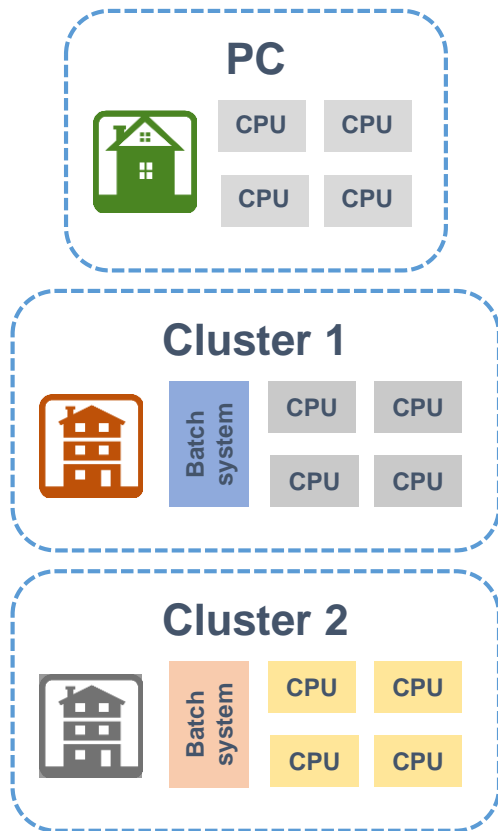 PC
CPU CPU
CPU CPU
Cluster 1
Batch
system
CPU CPU
CPU CPU
Cluster 2
Batch
system
CPU CPU
CPU CPU